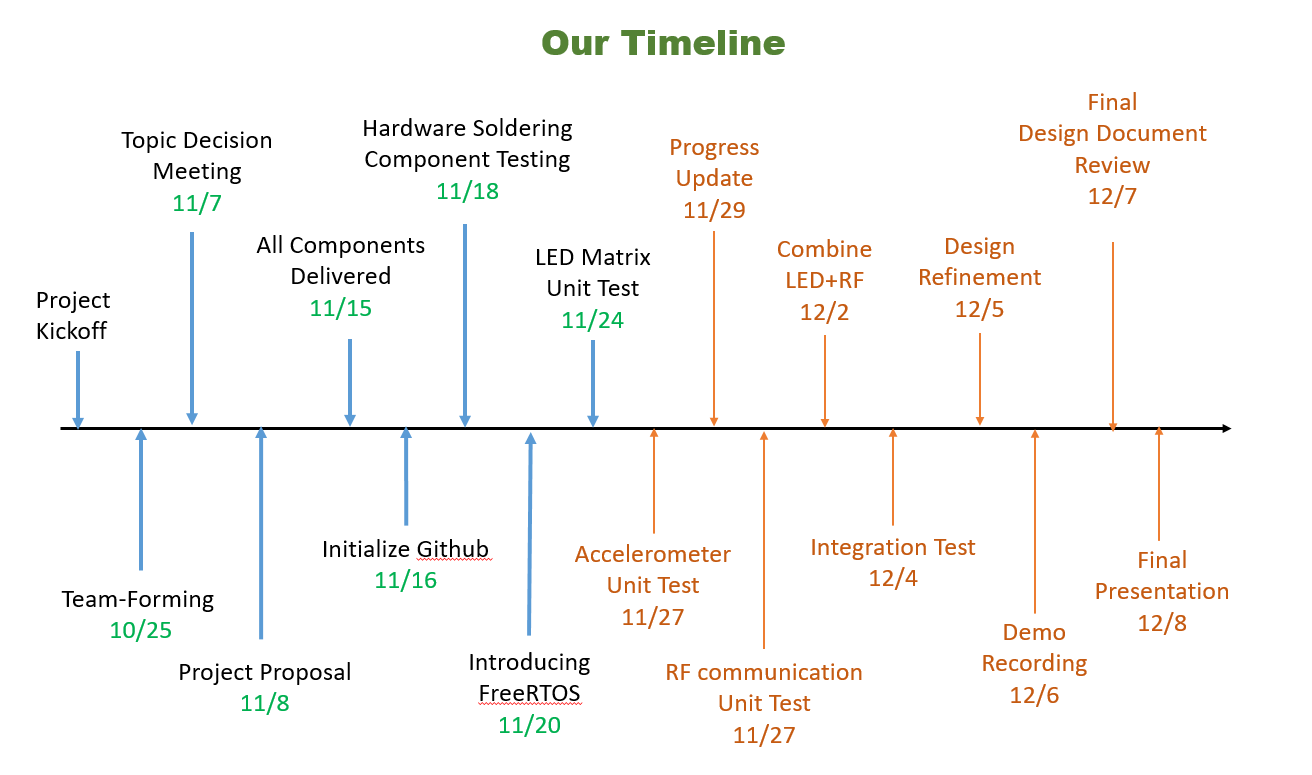 Our Timeline
Project
Kickoff
Team-Forming
10/25
Topic Decision
Meeting
11/7
Project Proposal
11/8
All Components
Delivered
11/15
Initialize Github
11/16
Hardware Soldering
Component Testing
11/18
Introducing
FreeRTOS
11/20
LED Matrix
Unit Test
11/24
Accelerometer
Unit Test
11/27
Progress
Update
11/29
RF communication
Unit Test
11/27
Combine
LED+RF
12/2
Integration Test
12/4
Design
Refinement
12/5
Demo
Recording
12/6
Final
Design Document
Review
12/7
Final
Presentation
12/8